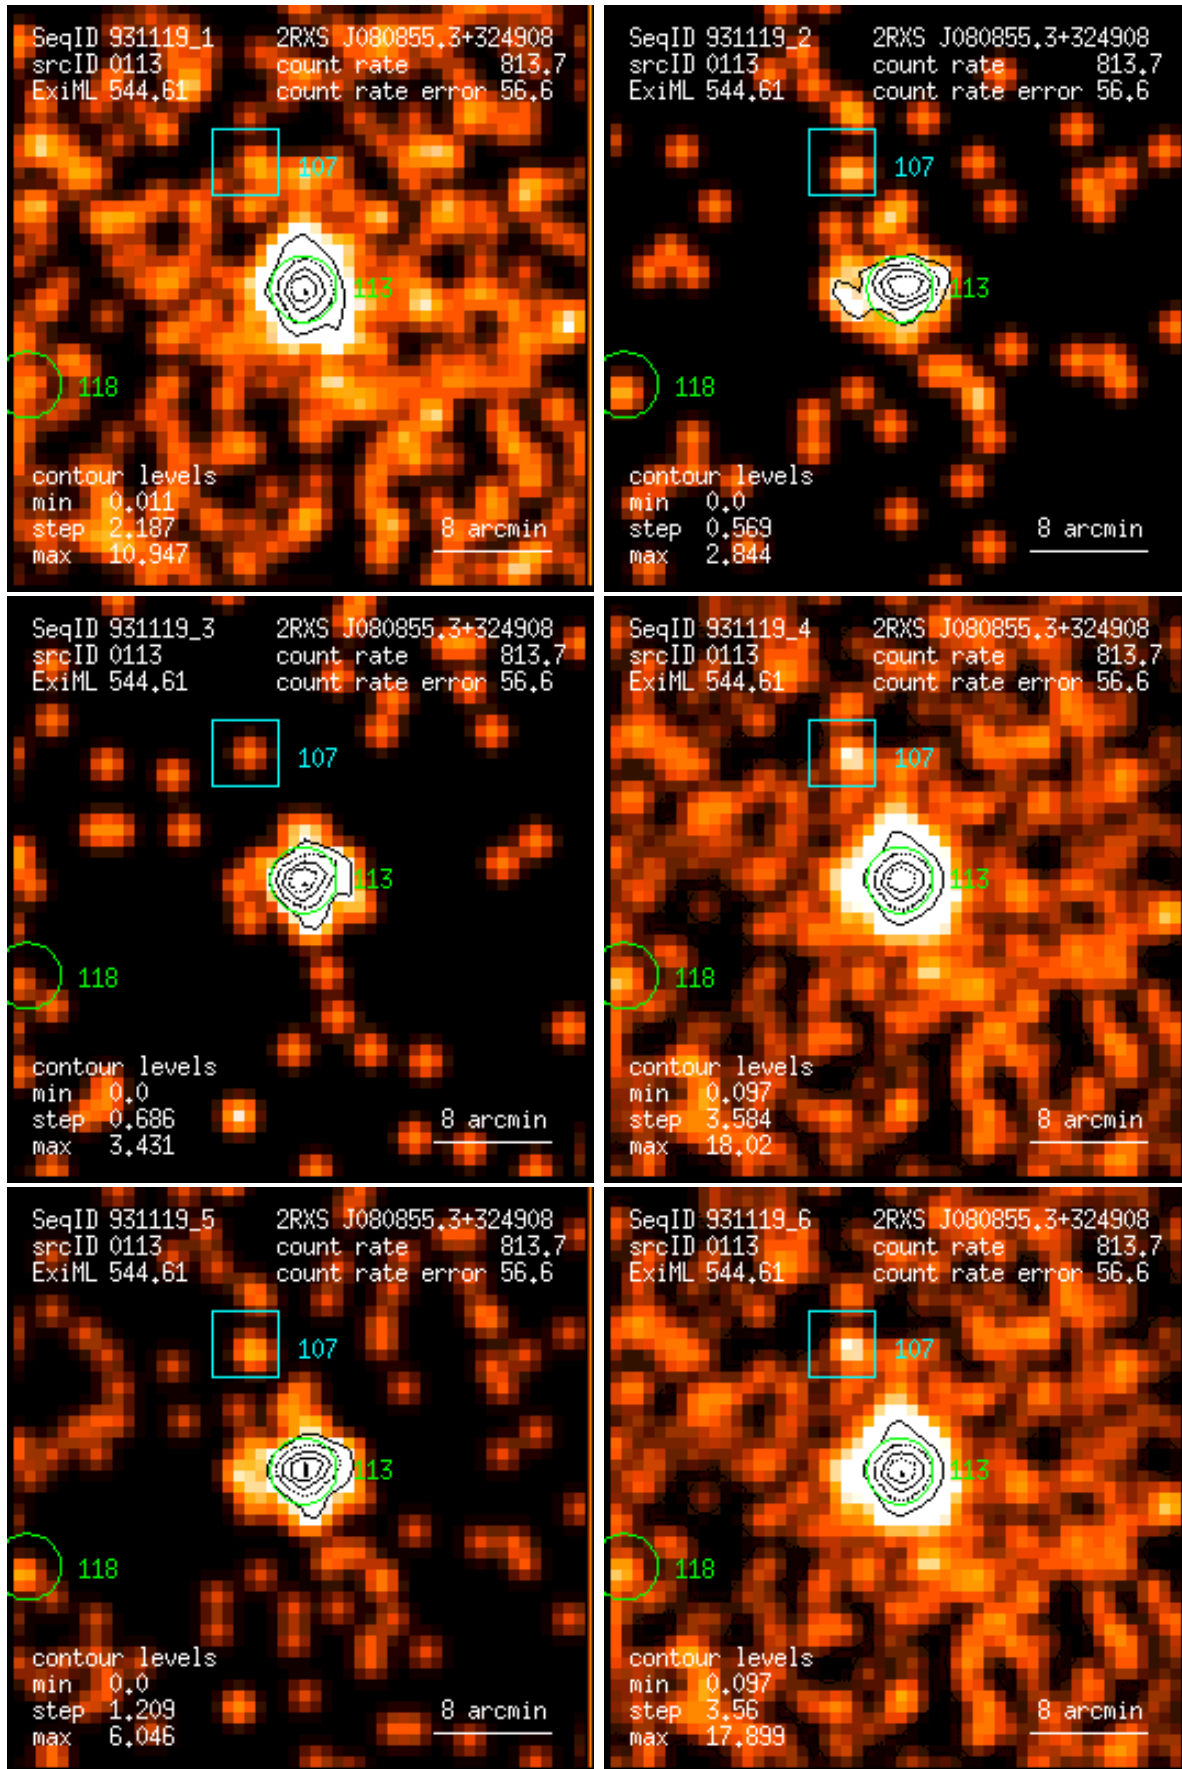 SeqID 931119_1 2RXS J080855.3+324908
srcID 0113 count rate 813.7
ExiML 544.61 count rate error 56.6
107
113
118
contour levels
min 0.011
step 2.187 8 arcmin
max 10.947
SeqID 931119_2 2RXS J080855.3+324908
srcID 0113 count rate 813.7
ExiML 544.61 count rate error 56.6
107
113
118
contour levels
min 0.0
step 0.569 8 arcmin
max 2.844
SeqID 931119_3 2RXS J080855.3+324908
srcID 0113 count rate 813.7
ExiML 544.61 count rate error 56.6
107
113
118
contour levels
min 0.0
step 0.686 8 arcmin
max 3.431
SeqID 931119_4 2RXS J080855.3+324908
srcID 0113 count rate 813.7
ExiML 544.61 count rate error 56.6
107
113
118
contour levels
min 0.097
step 3.584 8 arcmin
max 18.02
SeqID 931119_5 2RXS J080855.3+324908
srcID 0113 count rate 813.7
ExiML 544.61 count rate error 56.6
107
113
118
contour levels
min 0.0
step 1.209 8 arcmin
max 6.046
SeqID 931119_6 2RXS J080855.3+324908
srcID 0113 count rate 813.7
ExiML 544.61 count rate error 56.6
107
113
118
contour levels
min 0.097
step 3.56 8 arcmin
max 17.899